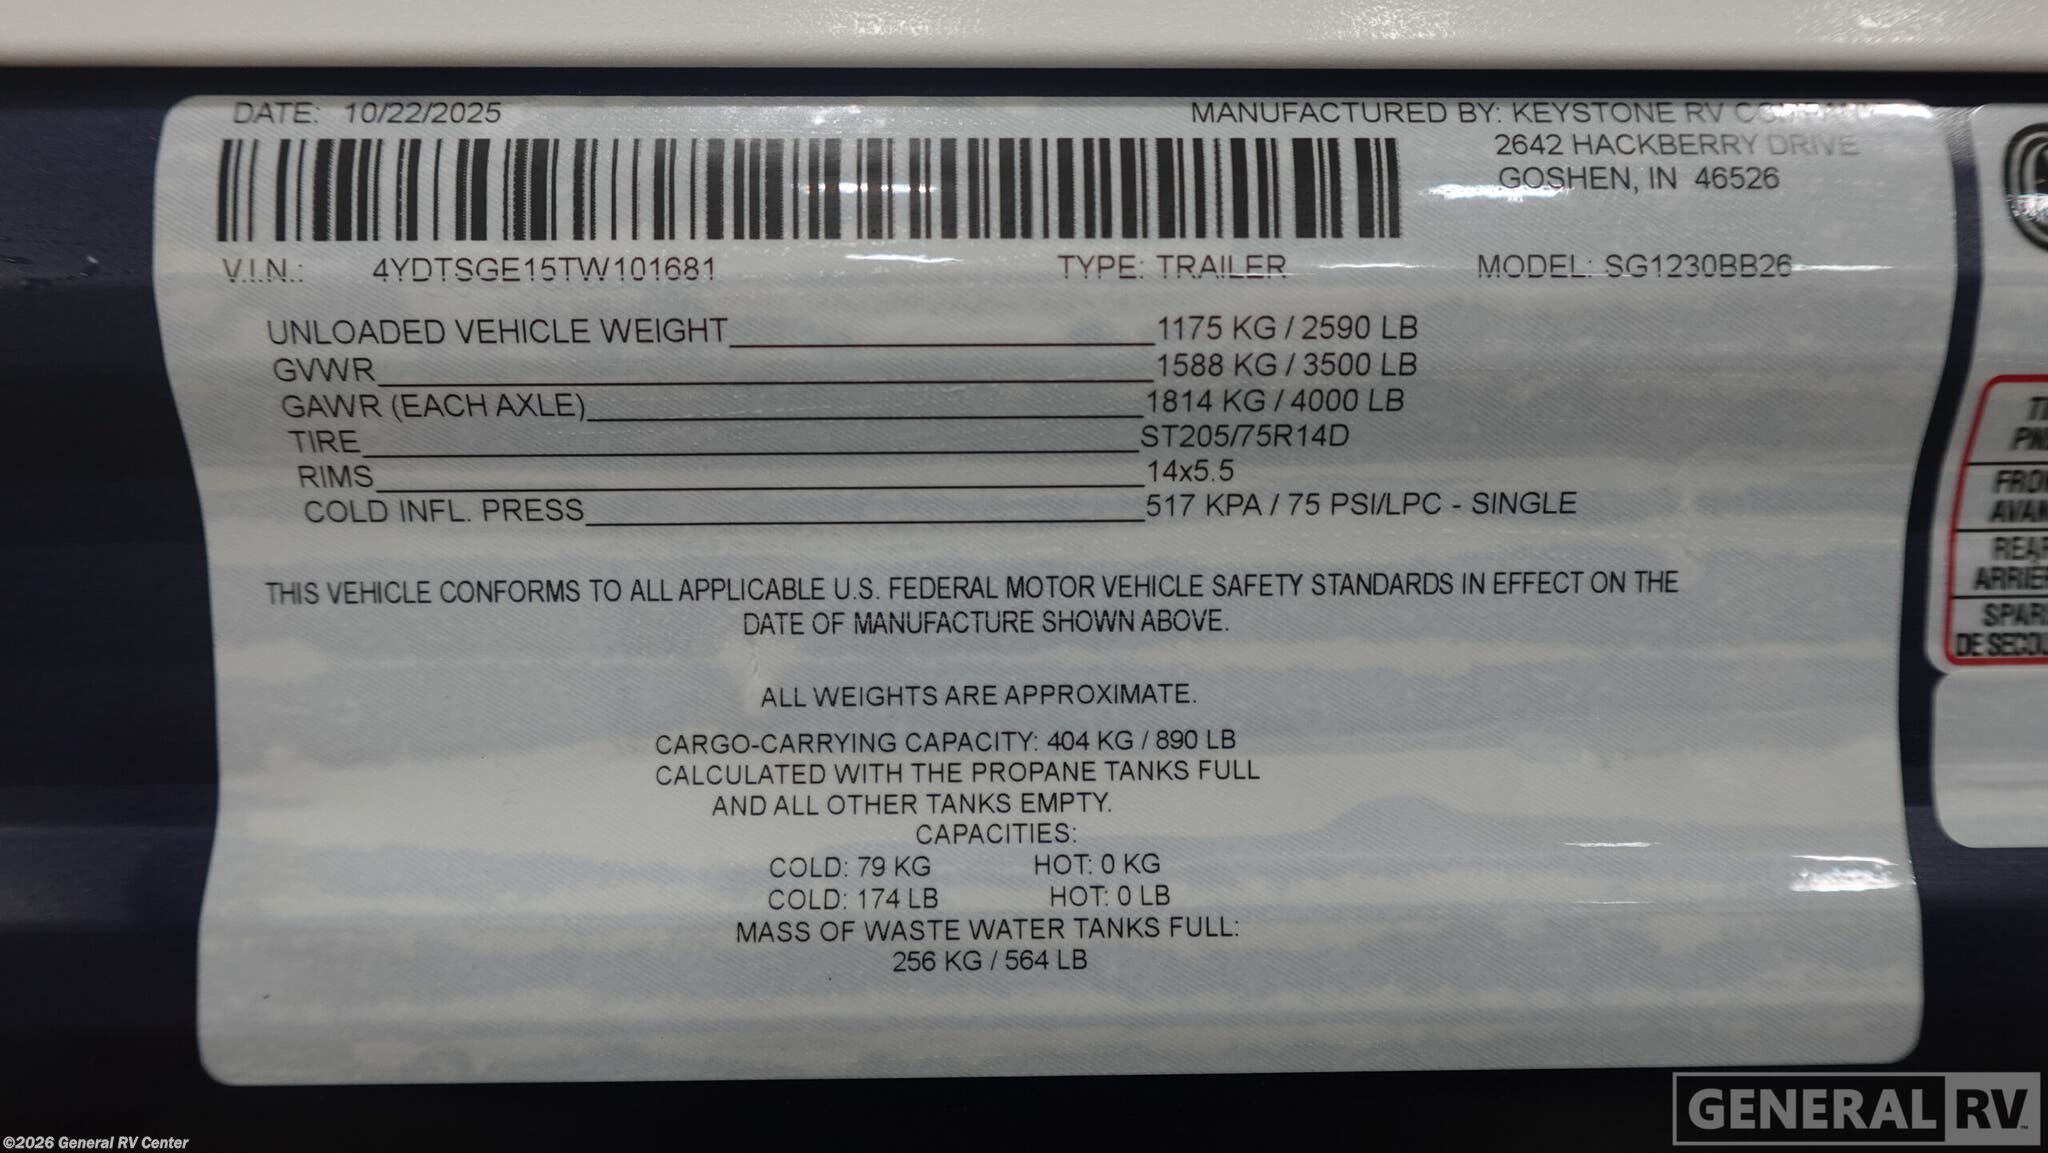 DATE: 10/22/2025
MANUFACTURED BY: KEYSTONE RV COMPANY
2642 HACKBERRY DRIVE
GOSHEN, IN 46526
V.I.N.: 4YDTSGE15TW101681 TYPE: TRAILER MODEL: SG1230BB26
UNLOADED VEHICLE WEIGHT 1175 KG / 2590 LB
GVWR 1588 KG / 3500 LB
GAWR (EACH AXLE) 1814 KG / 4000 LB
TIRE ST205/75R14D
RIMS 14x5.5
COLD INFL. PRESS 517 KPA / 75 PSI/LPC - SINGLE
THIS VEHICLE CONFORMS TO ALL APPLICABLE U.S. FEDERAL MOTOR VEHICLE SAFETY STANDARDS IN EFFECT ON THE
DATE OF MANUFACTURE SHOWN ABOVE.
ALL WEIGHTS ARE APPROXIMATE.
CARGO-CARRYING CAPACITY: 404 KG / 890 LB
CALCULATED WITH THE PROPANE TANKS FULL
AND ALL OTHER TANKS EMPTY.
CAPACITIES:
COLD: 79 KG HOT: 0 KG
COLD: 174 LB HOT: 0 LB
MASS OF WASTE WATER TANKS FULL:
256 KG / 564 LB
REAR
DE
GENERAL RV
©2026 General RV Center